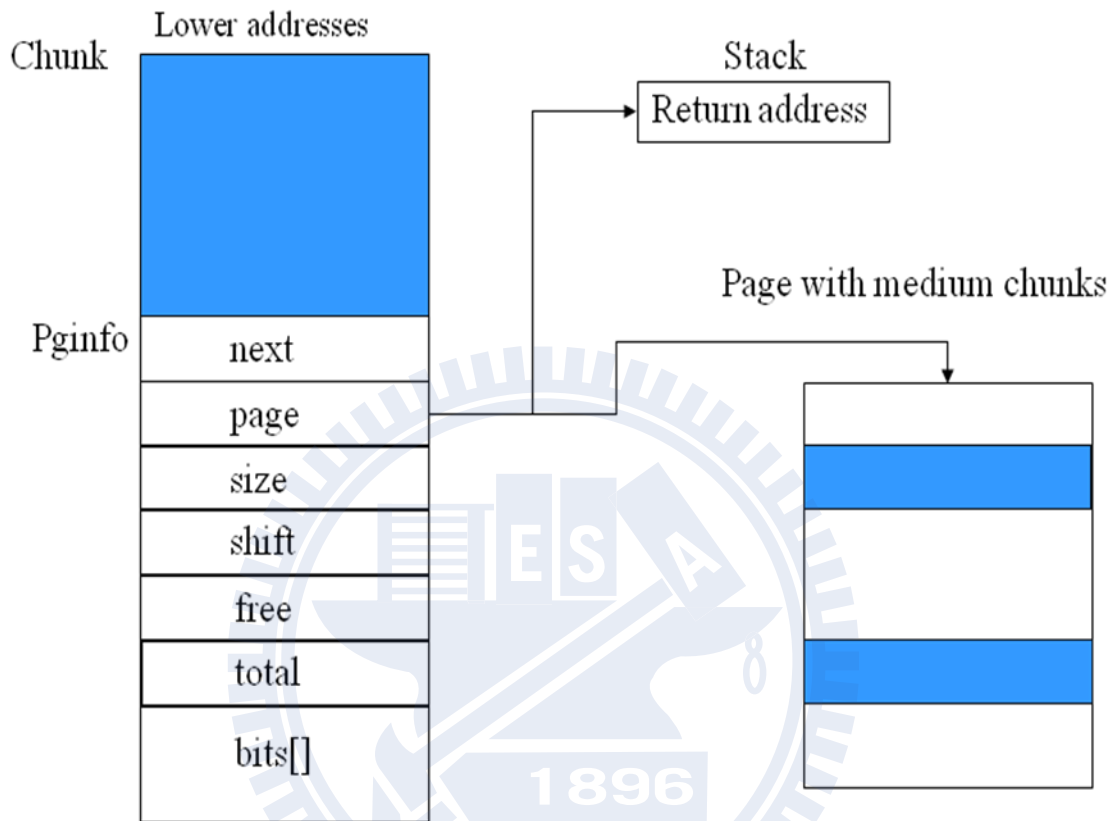 Lower addresses
Chunk
Stack
Return address
Page with medium chunks
Pginfo
next
page
size
shift
free
total
bits[]
E S A
8
1896